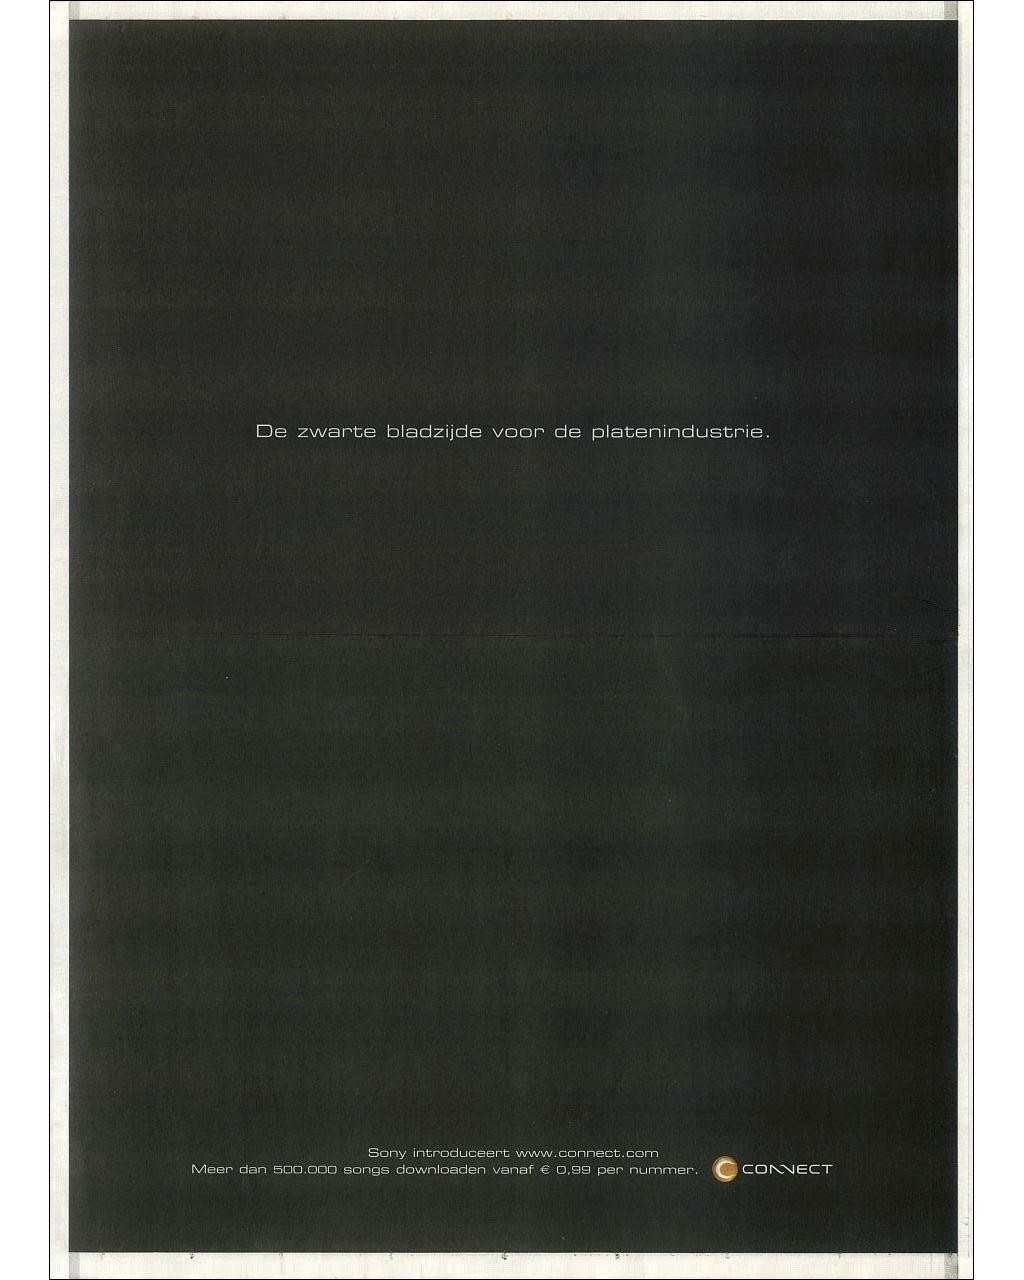 De zwarte bladzijde voor de platenindustrie.
Sony introduceert www.connect.com
Meer dan 500.000 songs downloaden vanaf € 0,99 per nummer.
CONNECT